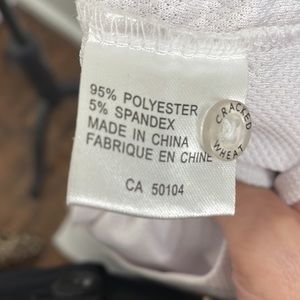 95% POLYESTER
5% SPANDEX
MADE IN CHINA
FABRIQUE EN CHINE
CA 50104
CRACKED
WHEAT